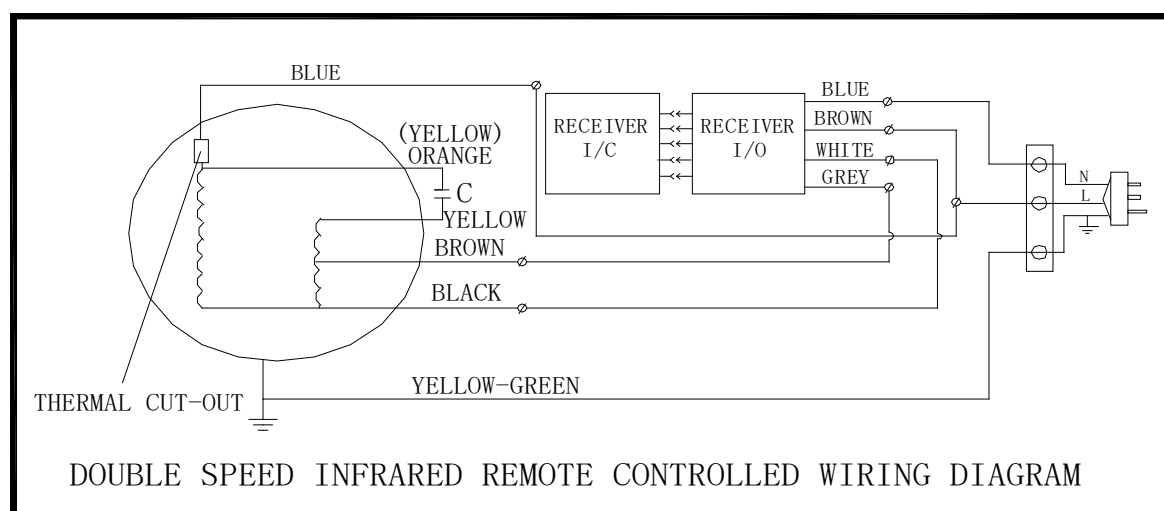 BLUE
(YELLOW)
ORANGE
C
YELLOW
BROWN
BLACK
RECEIVER
I/C
RECEIVER
I/O
BLUE
BROWN
WHITE
GREY
N
L
YELLOW-GREEN
THERMAL CUT-OUT
DOUBLE SPEED INFRARED REMOTE CONTROLLED WIRING DIAGRAM